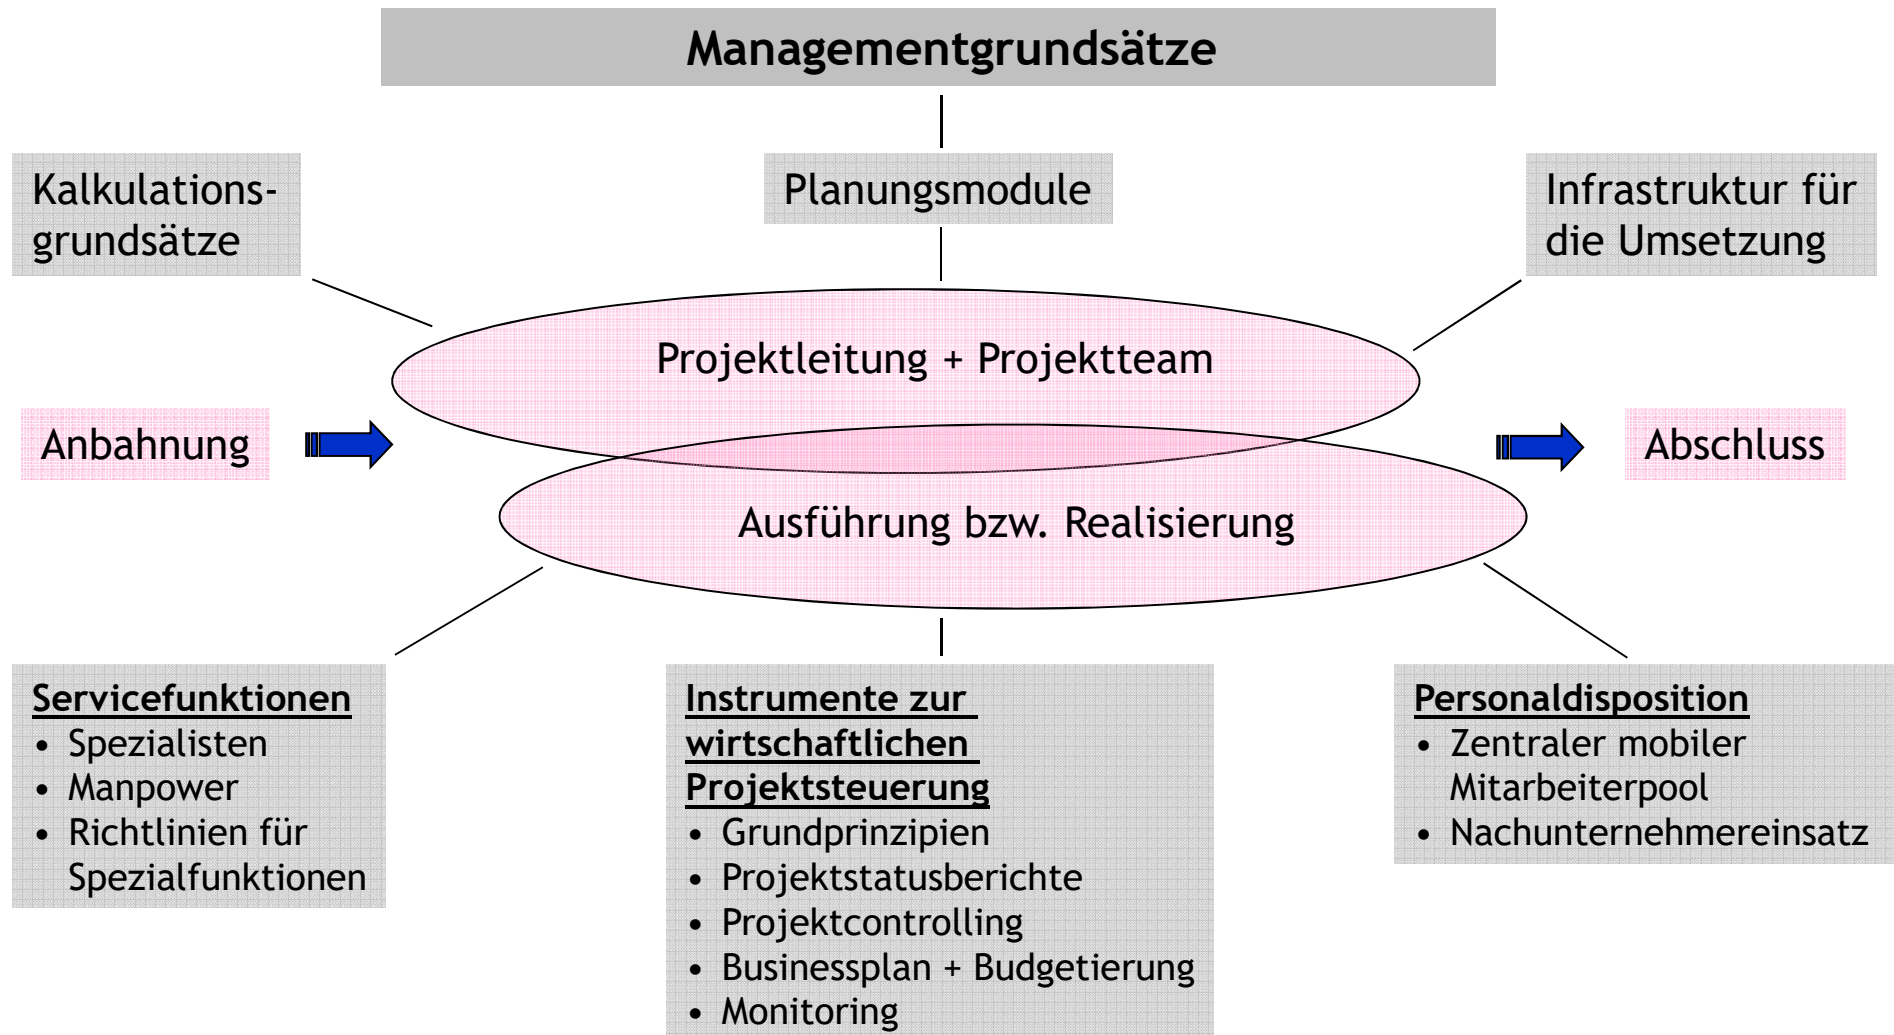 Managementgrundsätze
Kalkulations-
grundsätze
Planungsmodule
Infrastruktur für
die Umsetzung
Projektleitung + Projektteam
Anbahnung
Abschluss
Ausführung bzw. Realisierung
Servicefunktionen
• Spezialisten
• Manpower
• Richtlinien für
Spezialfunktionen
Instrumente zur
wirtschaftlichen
Projektsteuerung
• Grundprinzipien
• Projektstatusberichte
• Projektcontrolling
• Businessplan + Budgetierung
• Monitoring
Personaldisposition
• Zentraler mobiler
Mitarbeiterpool
• Nachunternehmereinsatz